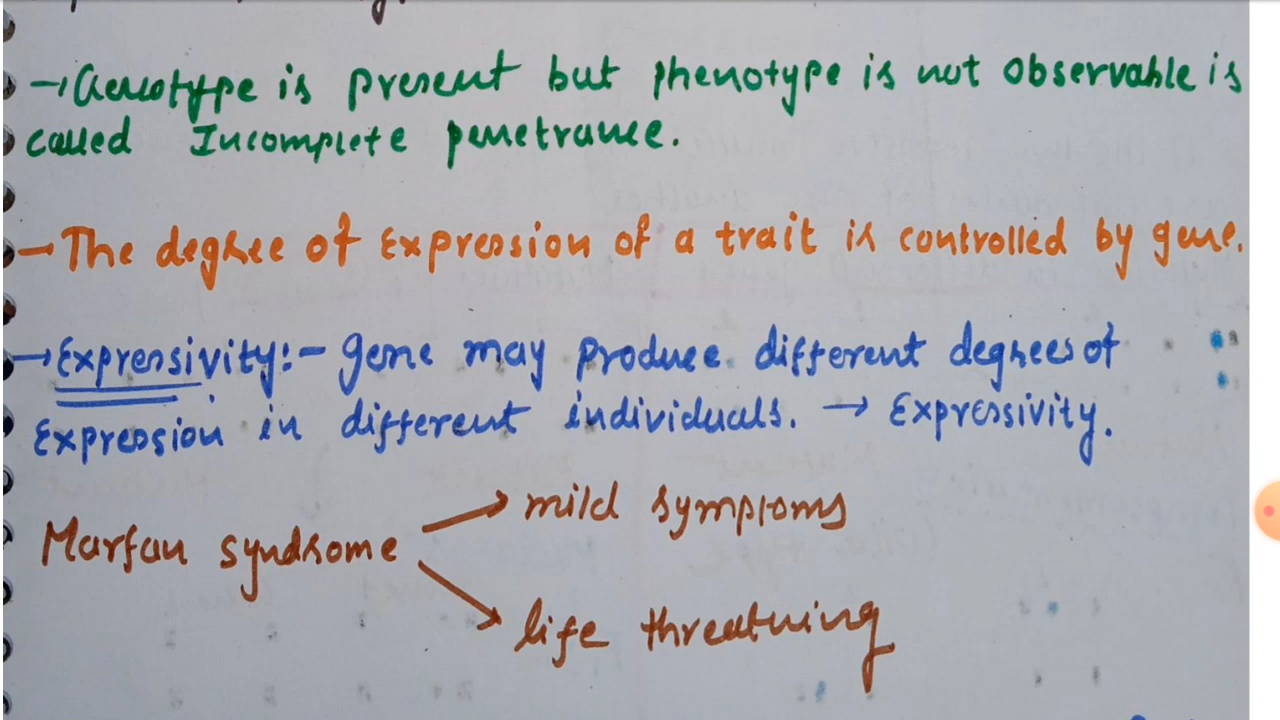 → Genotype is present but phenotype is not observable is
called Incomplete penetrance.
– The degree of Expression of a trait is controlled by gene.
→ Expressivity:- gene may produce different degrees of
Expression in different individuals. → Expressivity.
Marfan syndrome → mild symptoms
→ life threatning